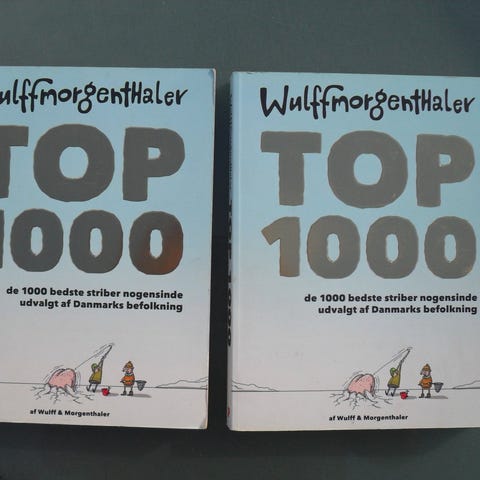 ulffmorgenthaler
TOP
1000
de 1000 bedste striber nogensinde
udvalgt af Danmarks befolkning
af Wulff & Morgenthaler
Wulffmorgenthaler
TOP
1000
de 1000 bedste striber nogensinde
udvalgt af Danmarks befolkning
af Wulff & Morgenthaler